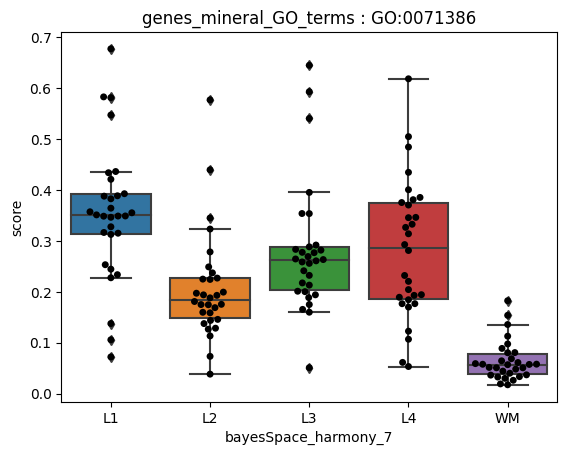 genes_mineral_GO_terms : GO:0071386
0.7
0.6
0.5
0.4
0.3
0.2
0.1
0.0
score
L1 L2 L3 L4 WM
bayesSpace_harmony_7